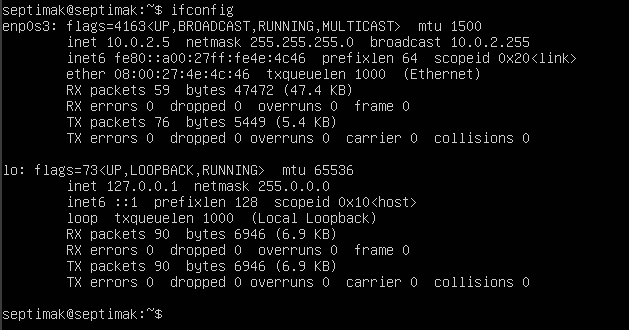 septimak@septimak:~$ ifconfig
enp0s3: flags=4163<UP,BROADCAST,RUNNING,MULTICAST>  mtu 1500
        inet 10.0.2.5  netmask 255.255.255.0  broadcast 10.0.2.255
        inet6 fe80::a00:27ff:fe4e:4c46  prefixlen 64  scopeid 0x20<link>
        ether 08:00:27:4e:4c:46  txqueuelen 1000  (Ethernet)
        RX packets 59  bytes 47472 (47.4 KB)
        RX errors 0  dropped 0  overruns 0  frame 0
        TX packets 76  bytes 5449 (5.4 KB)
        TX errors 0  dropped 0 overruns 0  carrier 0  collisions 0

lo: flags=73<UP,LOOPBACK,RUNNING>  mtu 65536
        inet 127.0.0.1  netmask 255.0.0.0
        inet6 ::1  prefixlen 128  scopeid 0x10<host>
        loop  txqueuelen 1000  (Local Loopback)
        RX packets 90  bytes 6946 (6.9 KB)
        RX errors 0  dropped 0  overruns 0  frame 0
        TX packets 90  bytes 6946 (6.9 KB)
        TX errors 0  dropped 0 overruns 0  carrier 0  collisions 0

septimak@septimak:~$